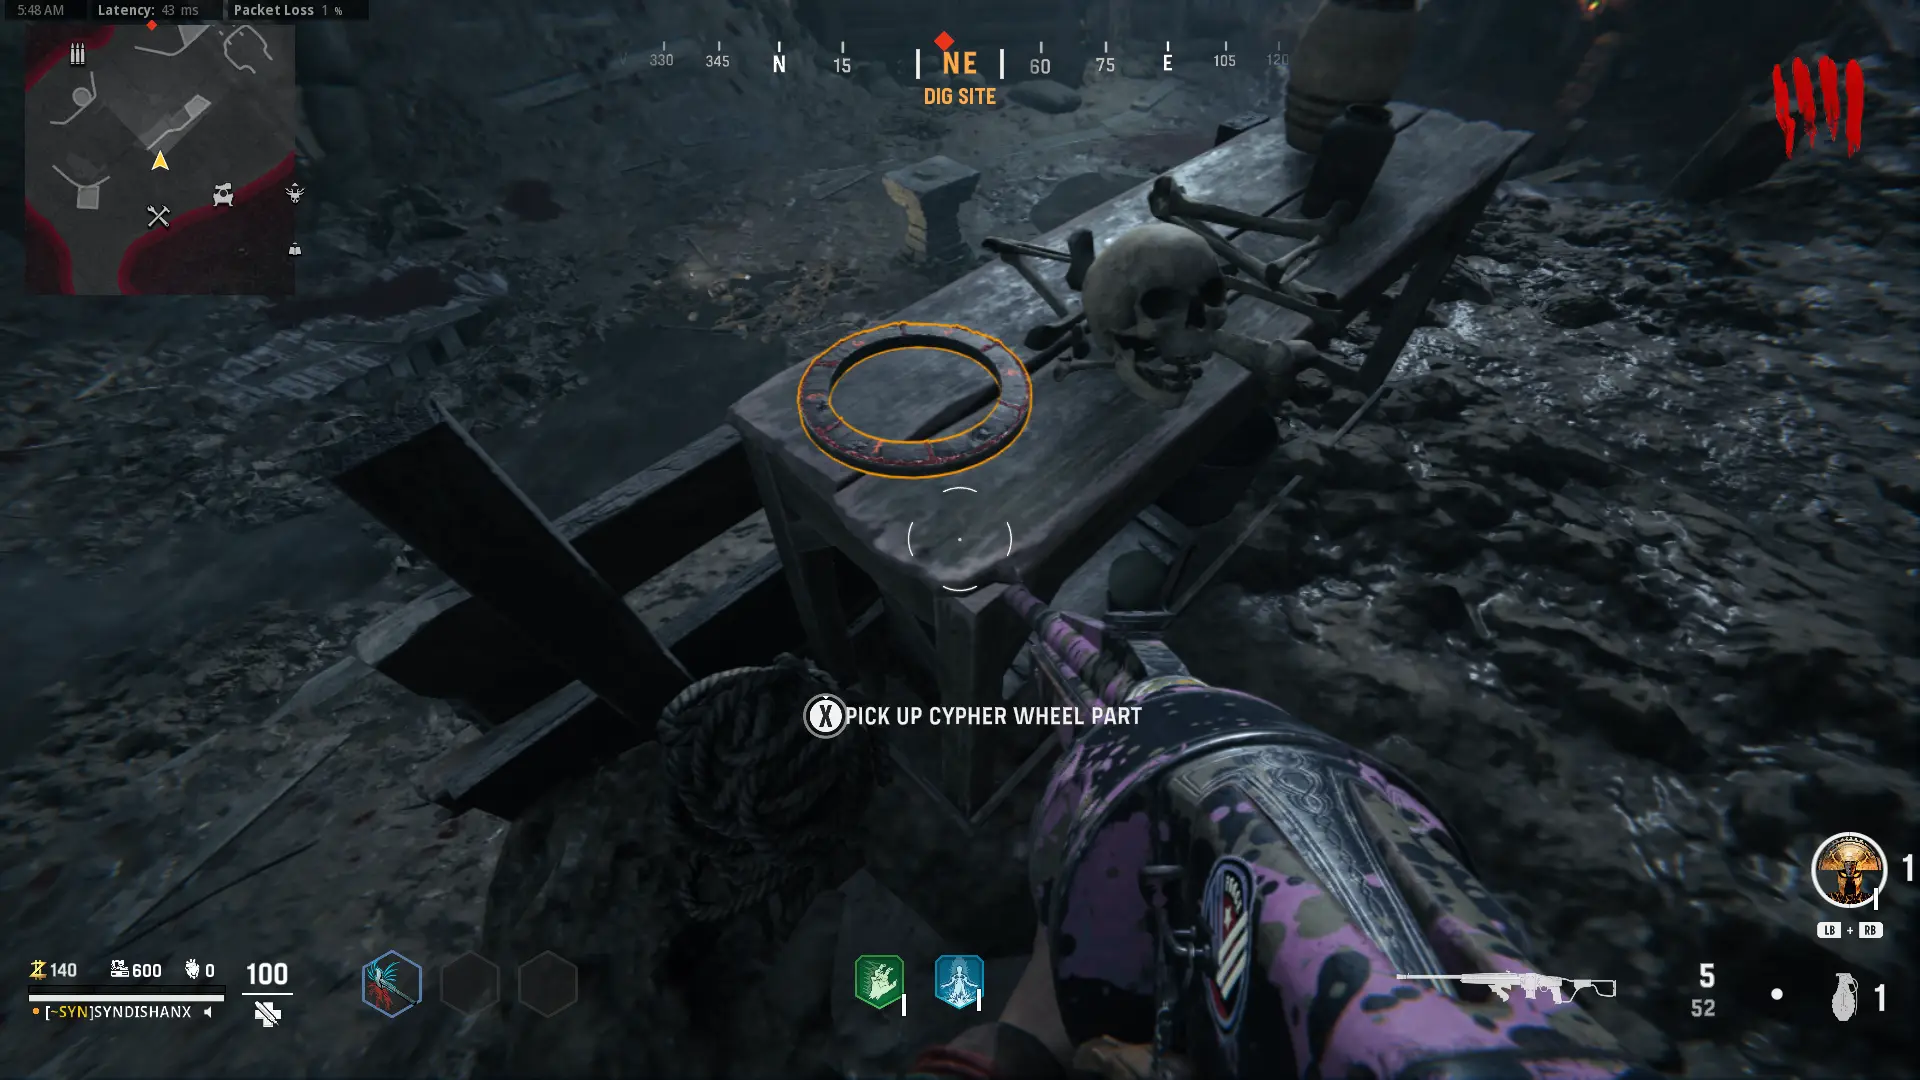 5:48 AM Latency: 43 ms Packet Loss 1 %
330 345 N 15 NE 60 75 E 105 120
DIG SITE
X PICK UP CYPHER WHEEL PART
1
LB + RB
140 600 0 100
[~SYN]SYNDISHANX
5
52
1